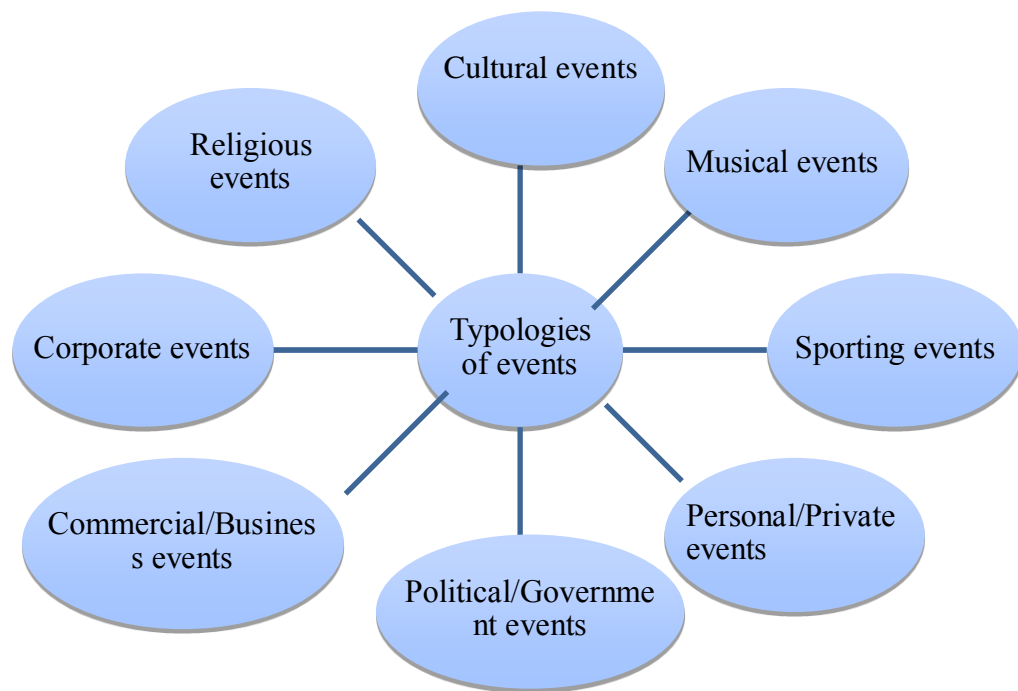 Cultural events
Religious
events
Musical events
Typologies
of events
Corporate events
Sporting events
Commercial/Busines
s events
Personal/Private
events
Political/Governme
nt events